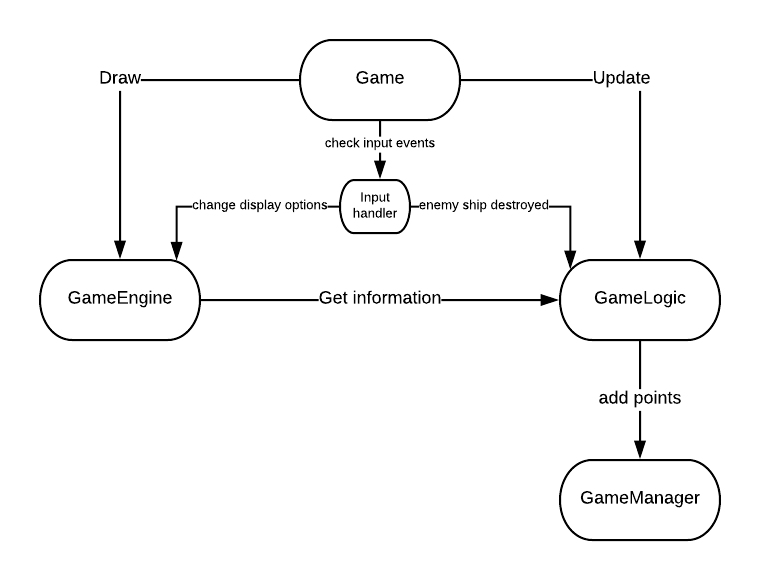 Draw
Game
Update
check input events
Input
handler
change display options
enemy ship destroyed
GameEngine
Get information
GameLogic
add points
GameManager